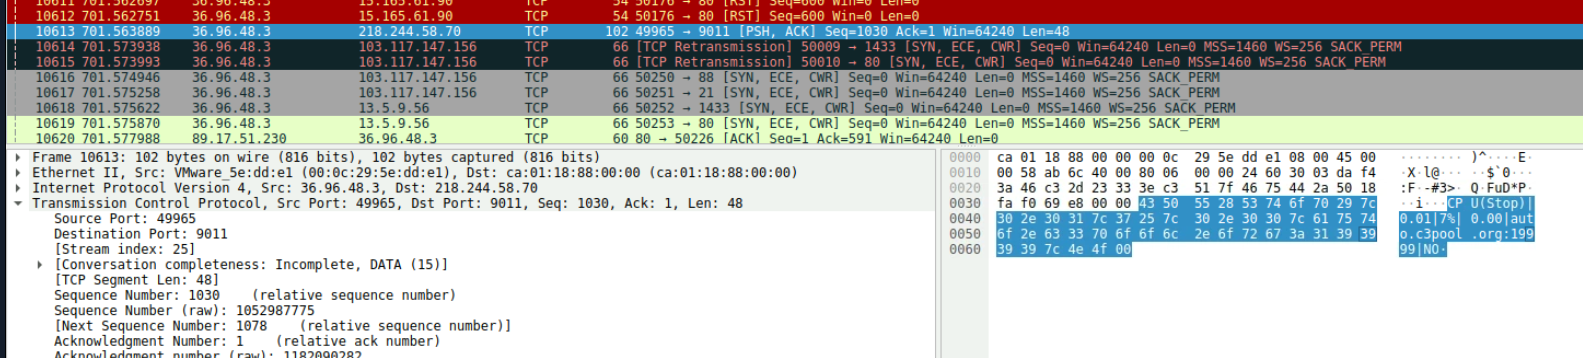 10611 701.562697 36.96.48.3 15.165.61.90 TCP 54 50176 → 80 [RST] Seq=600 Win=0 Len=0
10612 701.562751 36.96.48.3 15.165.61.90 TCP 54 50176 → 80 [RST] Seq=600 Win=0 Len=0
10613 701.563889 36.96.48.3 218.244.58.70 TCP 102 49965 → 9011 [PSH, ACK] Seq=1030 Ack=1 Win=64240 Len=48
10614 701.573938 36.96.48.3 103.117.147.156 TCP 66 [TCP Retransmission] 50009 → 1433 [SYN, ECE, CWR] Seq=0 Win=64240 Len=0 MSS=1460 WS=256 SACK_PERM
10615 701.573993 36.96.48.3 103.117.147.156 TCP 66 [TCP Retransmission] 50010 → 80 [SYN, ECE, CWR] Seq=0 Win=64240 Len=0 MSS=1460 WS=256 SACK_PERM
10616 701.574946 36.96.48.3 103.117.147.156 TCP 66 50250 → 88 [SYN, ECE, CWR] Seq=0 Win=64240 Len=0 MSS=1460 WS=256 SACK_PERM
10617 701.575258 36.96.48.3 103.117.147.156 TCP 66 50251 → 21 [SYN, ECE, CWR] Seq=0 Win=64240 Len=0 MSS=1460 WS=256 SACK_PERM
10618 701.575622 36.96.48.3 13.5.9.56 TCP 66 50252 → 1433 [SYN, ECE, CWR] Seq=0 Win=64240 Len=0 MSS=1460 WS=256 SACK_PERM
10619 701.575870 36.96.48.3 13.5.9.56 TCP 66 50253 → 80 [SYN, ECE, CWR] Seq=0 Win=64240 Len=0 MSS=1460 WS=256 SACK_PERM
10620 701.577988 89.17.51.230 36.96.48.3 TCP 60 80 → 50226 [ACK] Seq=1 Ack=591 Win=64240 Len=0
Frame 10613: 102 bytes on wire (816 bits), 102 bytes captured (816 bits)
Ethernet II, Src: VMware_5e:dd:e1 (00:0c:29:5e:dd:e1), Dst: ca:01:18:88:00:00 (ca:01:18:88:00:00)
Internet Protocol Version 4, Src: 36.96.48.3, Dst: 218.244.58.70
Transmission Control Protocol, Src Port: 49965, Dst Port: 9011, Seq: 1030, Ack: 1, Len: 48
Source Port: 49965
Destination Port: 9011
[Stream index: 25]
[Conversation completeness: Incomplete, DATA (15)]
[TCP Segment Len: 48]
Sequence Number: 1030 (relative sequence number)
Sequence Number (raw): 1052987775
[Next Sequence Number: 1078 (relative sequence number)]
Acknowledgment Number: 1 (relative ack number)
Acknowledgment number (raw): 1182090282
0000 ca 01 18 88 00 00 00 0c 29 5e dd e1 08 00 45 00 ········ )^····E·
0010 00 58 ab 6c 40 00 80 06 00 00 24 60 30 03 da f4 ·X·l@··· ··$`0···
0020 3a 46 c3 2d 23 33 3e c3 51 7f 46 75 44 2a 50 18 :F·-#3>· Q·FuD*P·
0030 fa f0 69 e8 00 00 43 50 55 28 53 74 6f 70 29 7c ··i···CP U(Stop)|
0040 30 2e 30 31 7c 37 25 7c 30 2e 30 30 7c 61 75 74 0.01|7%| 0.00|aut
0050 6f 2e 63 33 70 6f 6f 6c 2e 6f 72 67 3a 31 39 39 o.c3pool .org:199
0060 39 39 7c 4e 4f 00 99|NO·